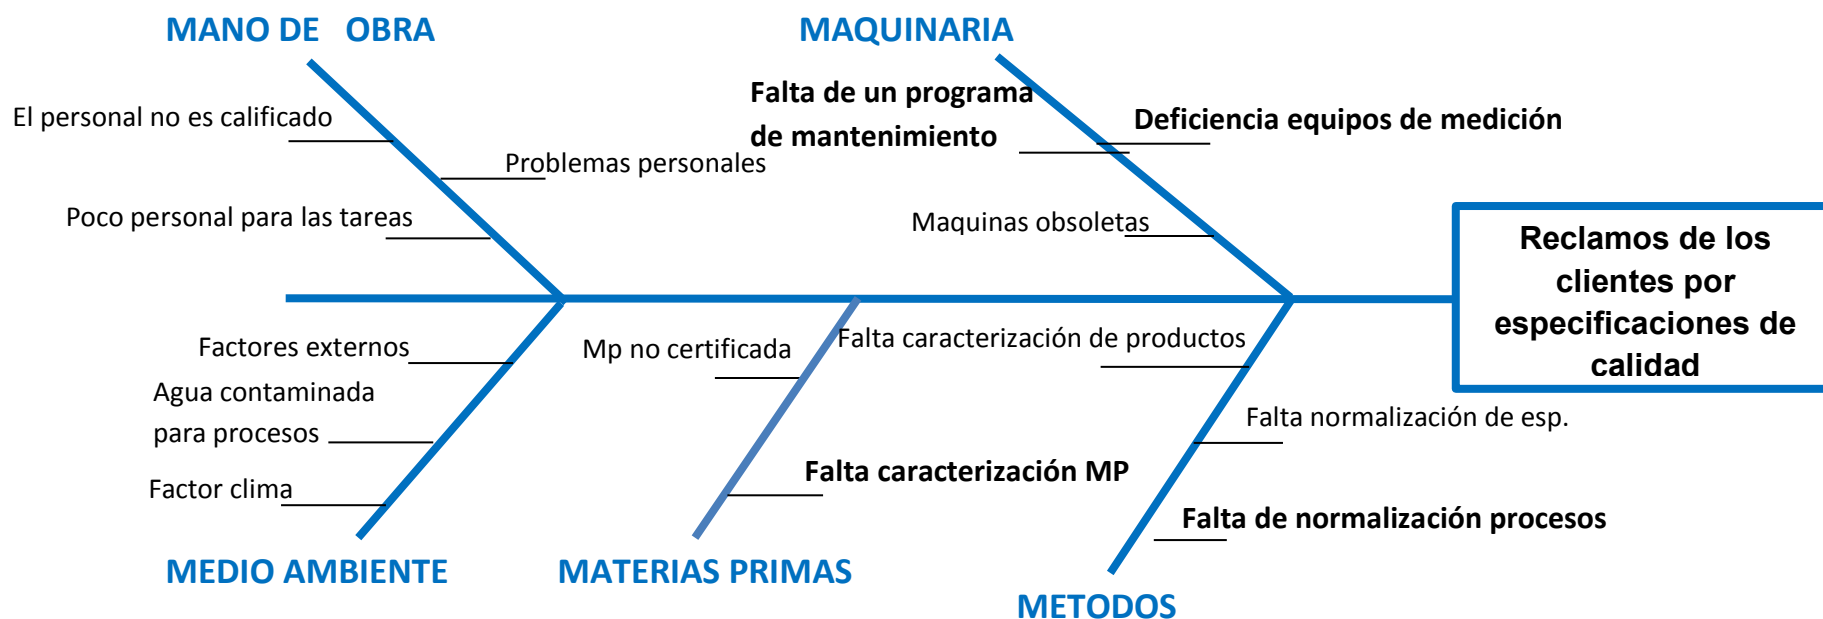 MANO DE OBRA
MAQUINARIA
Falta de un programa
de mantenimiento
Deficiencia equipos de medición
El personal no es calificado
Problemas personales
Poco personal para las tareas
Maquinas obsoletas
Reclamos de los
clientes por
especificaciones de
calidad
Factores externos
Mp no certificada
Falta caracterización de productos
Agua contaminada
para procesos
Falta normalización de esp.
Factor clima
Falta caracterización MP
Falta de normalización procesos
MEDIO AMBIENTE
MATERIAS PRIMAS
METODOS